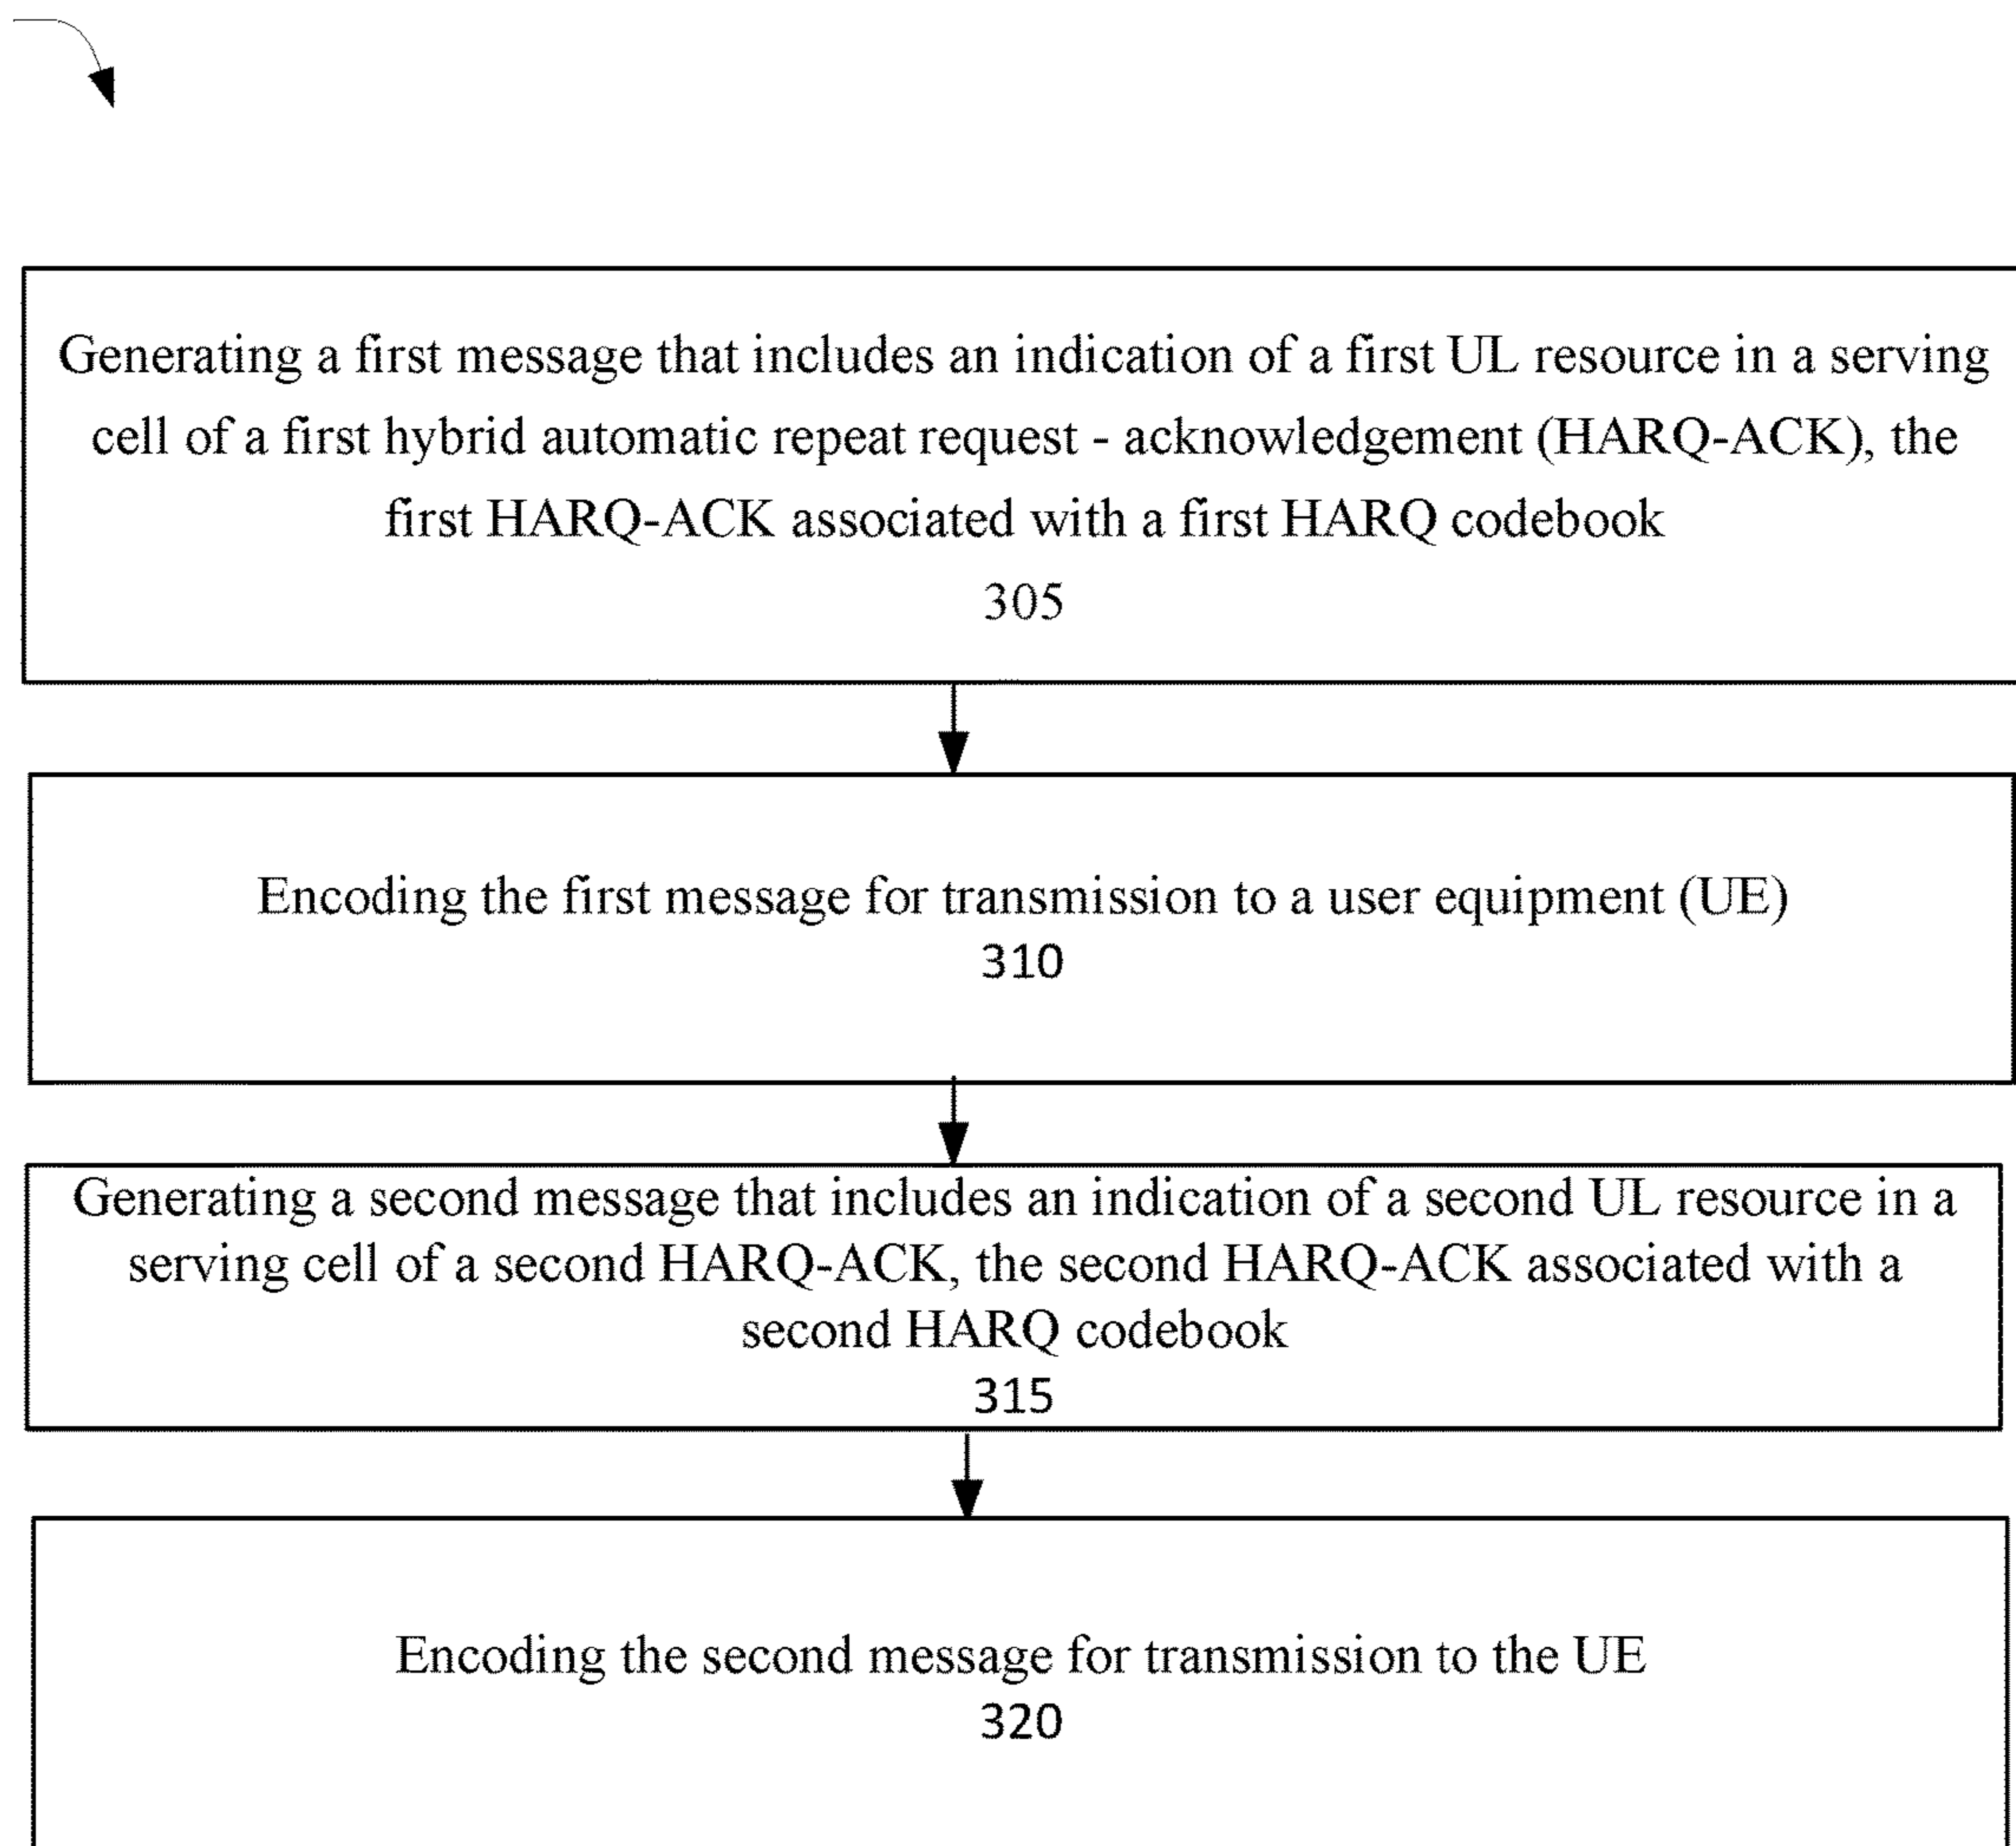 Generating a first message that includes an indication of a first UL resource in a serving
cell of a first hybrid automatic repeat request - acknowledgement (HARQ-ACK), the
first HARQ-ACK associated with a first HARQ codebook
305
Encoding the first message for transmission to a user equipment (UE)
310
Generating a second message that includes an indication of a second UL resource in a
serving cell of a second HARQ-ACK, the second HARQ-ACK associated with a
second HARQ codebook
315
Encoding the second message for transmission to the UE
320